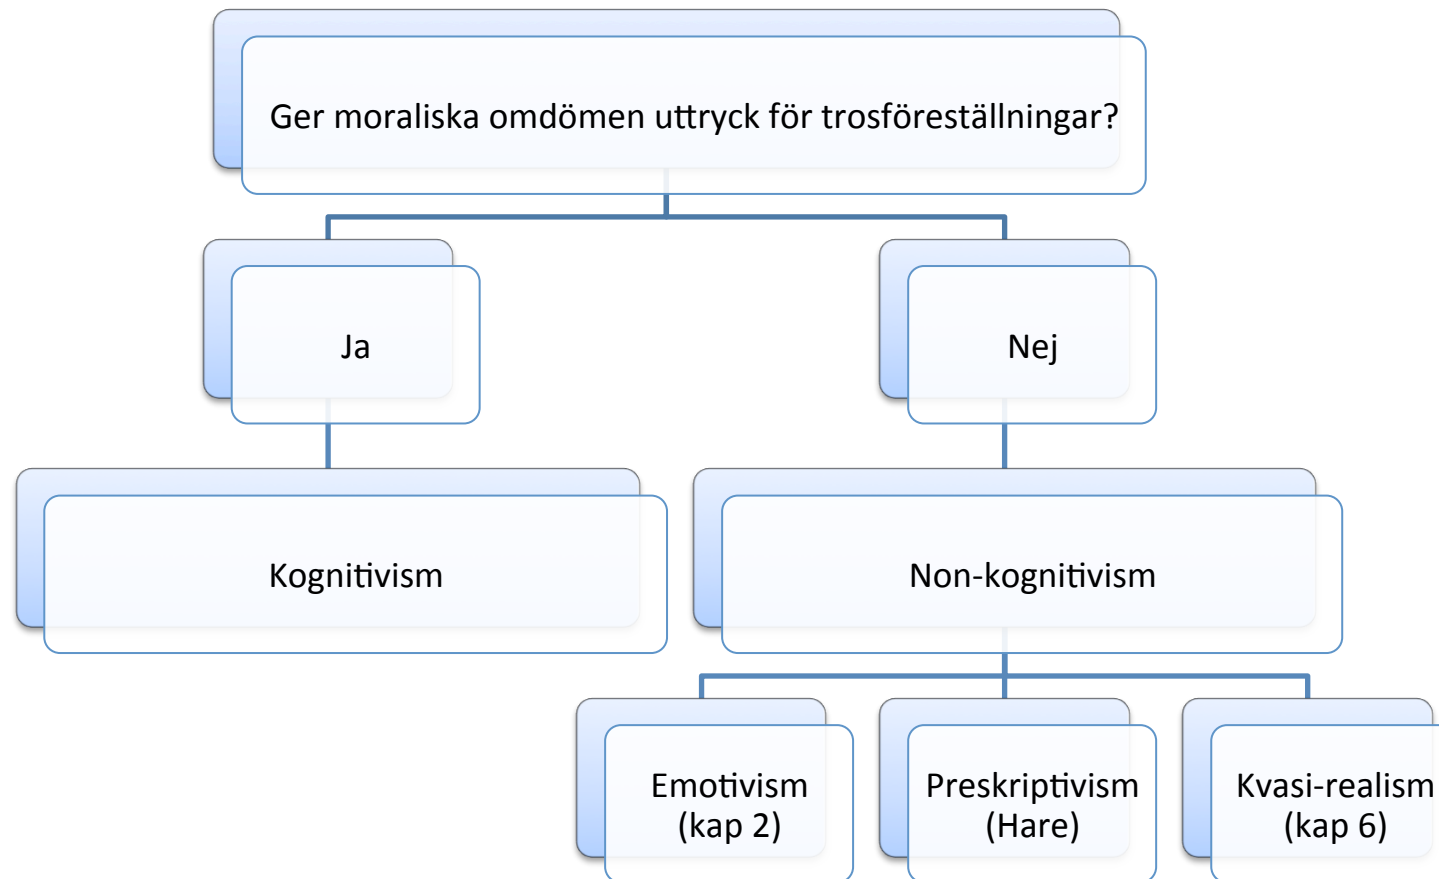 Ger moraliska omdömen uttryck för trosföreställningar?
Ja
Nej
Kognitivism
Non-kognitivism
Emotivism
(kap 2)
Preskriptivism
(Hare)
Kvasi-realism
(kap 6)